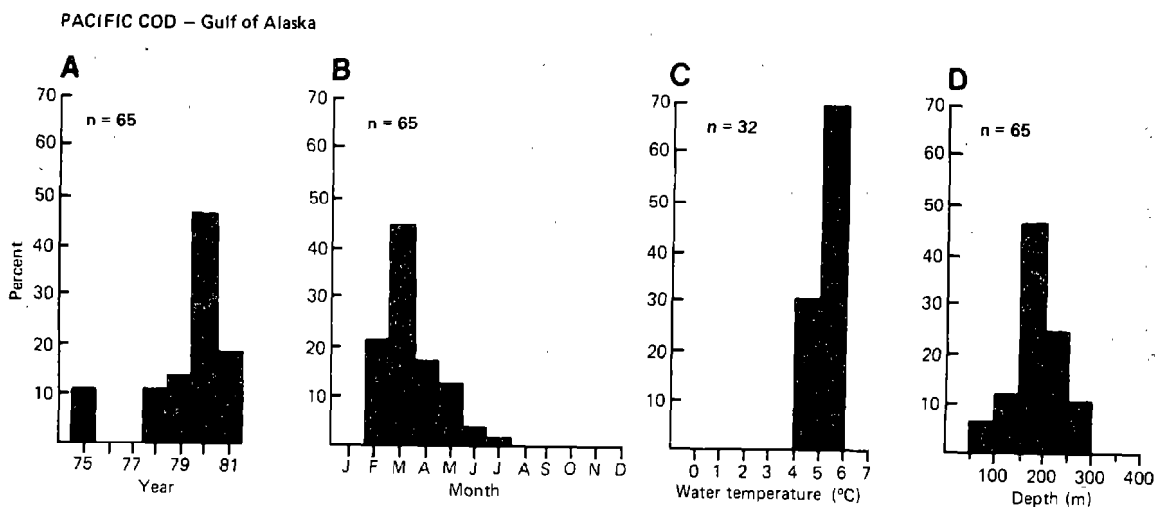 PACIFIC COD – Gulf of Alaska
A
70
60
50
40
30
20
10
Percent
n = 65
75 77 79 81
Year
B
70
60
50
40
30
20
10
n = 65
J F M A M J J A S O N D
Month
C
70
60
50
40
30
20
10
n = 32
0 1 2 3 4 5 6 7
Water temperature (°C)
D
70
60
50
40
30
20
10
n = 65
100 200 300 400
Depth (m)